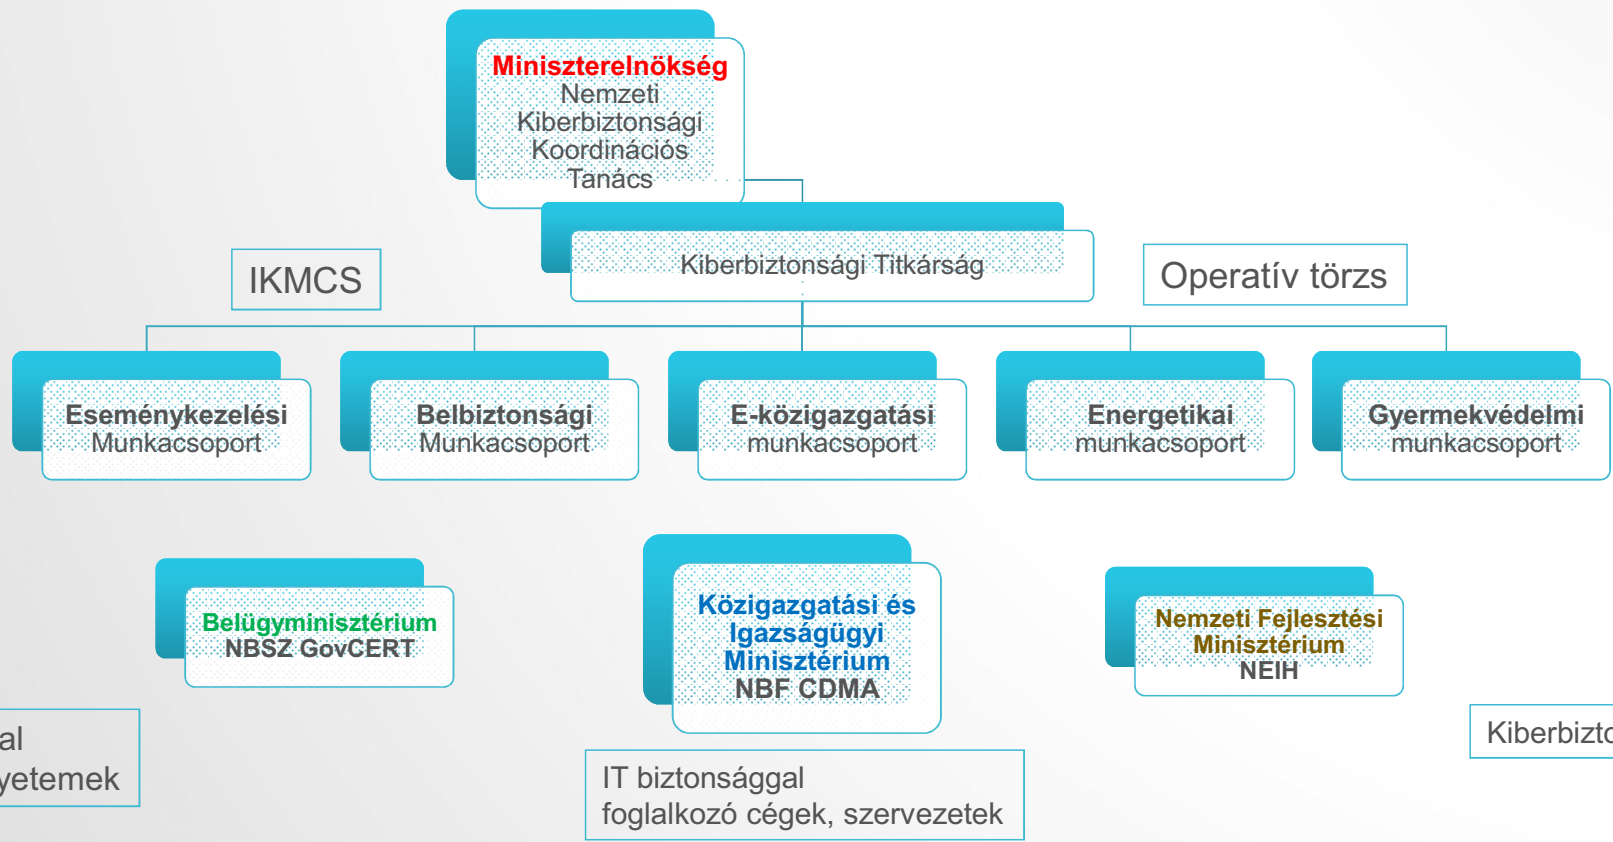 Miniszterelnökség
Nemzeti
Kiberbiztonsági
Koordinációs
Tanács
Kiberbiztonsági Titkárság
IKMCS
Operatív törzs
Eseménykezelési
Munkacsoport
Belbiztonsági
Munkacsoport
E-közigazgatási
munkacsoport
Energetikai
munkacsoport
Gyermekvédelmi
munkacsoport
Belügyminisztérium
NBSZ GovCERT
Közigazgatási és
Igazságügyi
Minisztérium
NBF CDMA
Nemzeti Fejlesztési
Minisztérium
NEIH
al
yetemek
IT biztonsággal
foglalkozó cégek, szervezetek
Kiberbizto